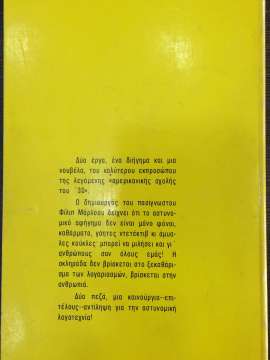 Δύο έργα, ένα διήγημα και μια
νουβέλα, του καλύτερου εκπροσώπου
της λεγόμενης «αμερικανικής σχολής
του '30».
Ο δημιουργός του πασίγνωστου
Φίλιπ Μάρλοου δείχνει ότι το αστυνο-
μικό αφήγημα δεν είναι μόνο φόνοι,
καθάρματα, γόητες ντετέκτιβ κι άμυα-
λες κούκλες· μπορεί να μιλήσει και γι'
ανθρώπους σαν όλους εμάς! Η
σκληράδα δεν βρίσκεται στο ξεκαθάρι-
σμα των λογαριασμών, βρίσκεται στην
ανθρωπιά.
Δύο πεζά, μια καινούργια—επι-
τέλους—αντίληψη για την αστυνομική
λογοτεχνία!